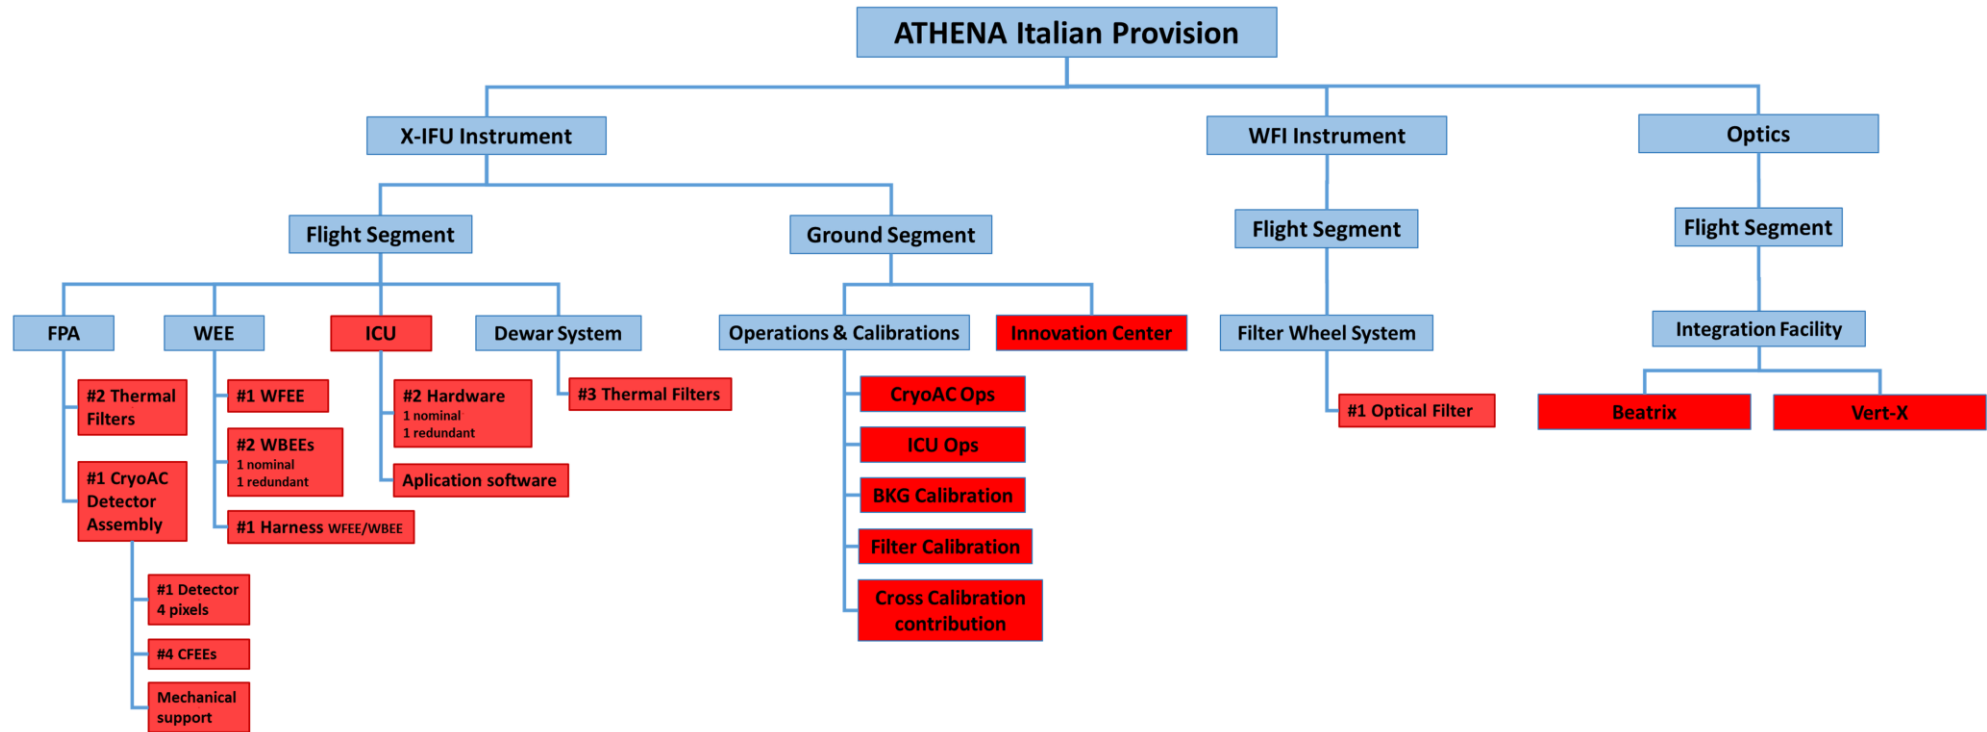 ATHENA Italian Provision
X-IFU Instrument
WFI Instrument
Optics
Flight Segment
Ground Segment
Flight Segment
Flight Segment
FPA
WEE
ICU
Dewar System
Operations & Calibrations
Innovation Center
Filter Wheel System
Integration Facility
#2 Thermal
Filters
#1 CryoAC
Detector
Assembly
#1 Detector
4 pixels
#4 CFEEs
Mechanical
support
#1 WFEE
#2 WBEEs
1 nominal
1 redundant
#1 Harness WFEE/WBEE
#2 Hardware
1 nominal
1 redundant
Aplication software
#3 Thermal Filters
CryoAC Ops
ICU Ops
BKG Calibration
Filter Calibration
Cross Calibration
contribution
#1 Optical Filter
Beatrix
Vert-X